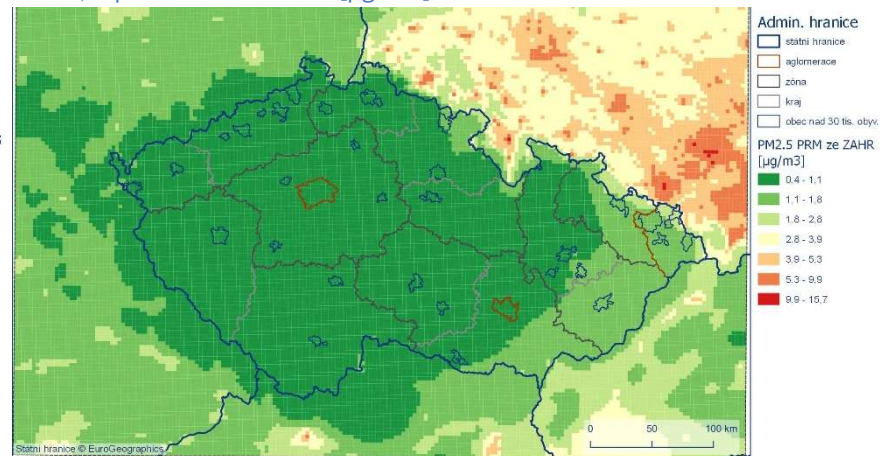 Admin. hranice
státní hranice
aglomerace
zóna
kraj
obec nad 30 tis. obyv.
PM2.5 PRM ze ZAHR
[µg/m3]
0.4 - 1,1
1,1 - 1,8
1,8 - 2,8
2,8 - 3,9
3,9 - 5,3
5,3 - 9,9
9,9 - 15,7
0 50 100 km
Státní hranice © EuroGeographics